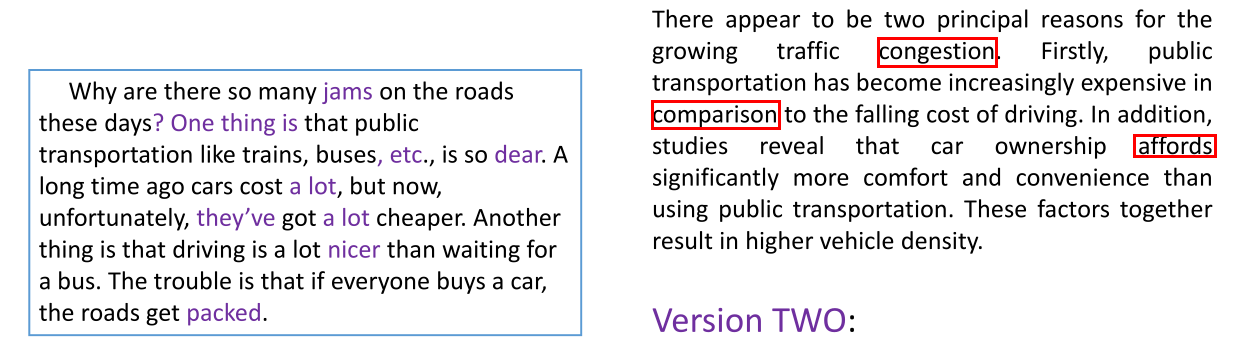 Why are there so many jams on the roads
these days? One thing is that public
transportation like trains, buses, etc., is so dear. A
long time ago cars cost a lot, but now,
unfortunately, they’ve got a lot cheaper. Another
thing is that driving is a lot nicer than waiting for
a bus. The trouble is that if everyone buys a car,
the roads get packed.
There appear to be two principal reasons for the
growing traffic congestion. Firstly, public
transportation has become increasingly expensive in
comparison to the falling cost of driving. In addition,
studies reveal that car ownership affords
significantly more comfort and convenience than
using public transportation. These factors together
result in higher vehicle density.
Version TWO: